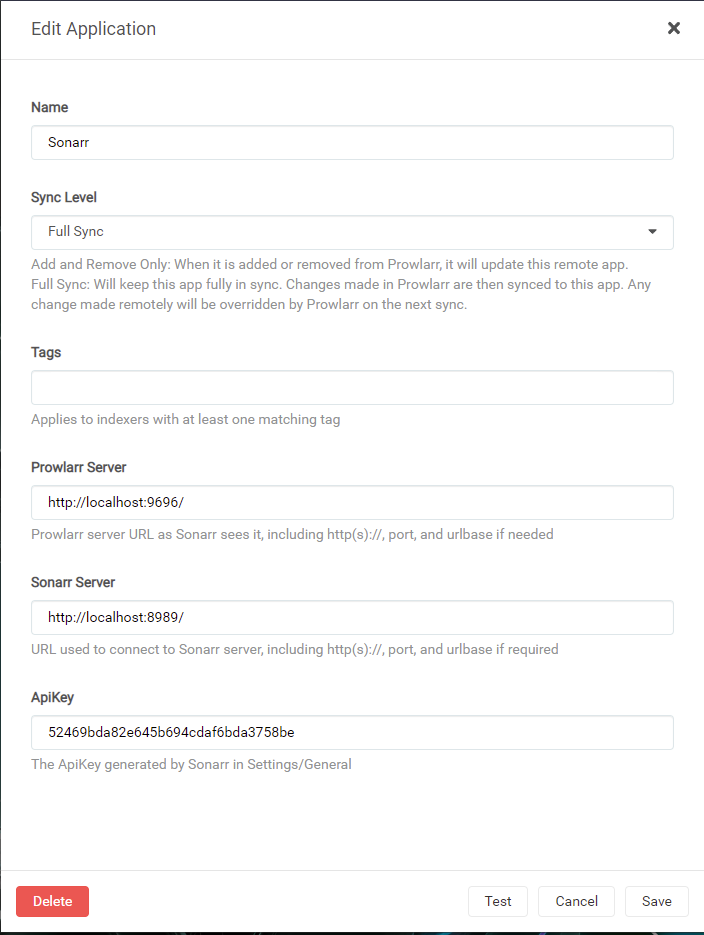 Edit Application
Name
Sonarr
Sync Level
Full Sync
Add and Remove Only: When it is added or removed from Prowlarr, it will update this remote app.
Full Sync: Will keep this app fully in sync. Changes made in Prowlarr are then synced to this app. Any
change made remotely will be overridden by Prowlarr on the next sync.
Tags
Applies to indexers with at least one matching tag
Prowlarr Server
http://localhost:9696/
Prowlarr server URL as Sonarr sees it, including http(s)://, port, and urlbase if needed
Sonarr Server
http://localhost:8989/
URL used to connect to Sonarr server, including http(s)://, port, and urlbase if required
ApiKey
52469bda82e645b694cdaf6bda3758be
The ApiKey generated by Sonarr in Settings/General
Delete Test Cancel Save